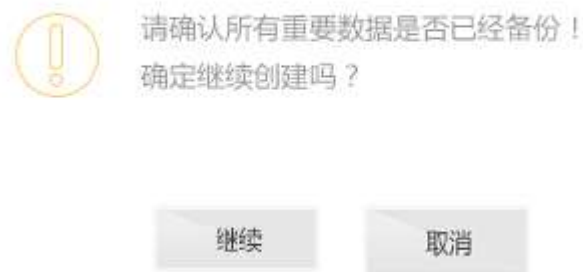 请确认所有重要数据是否已经备份！
确定继续创建吗？
继续
取消